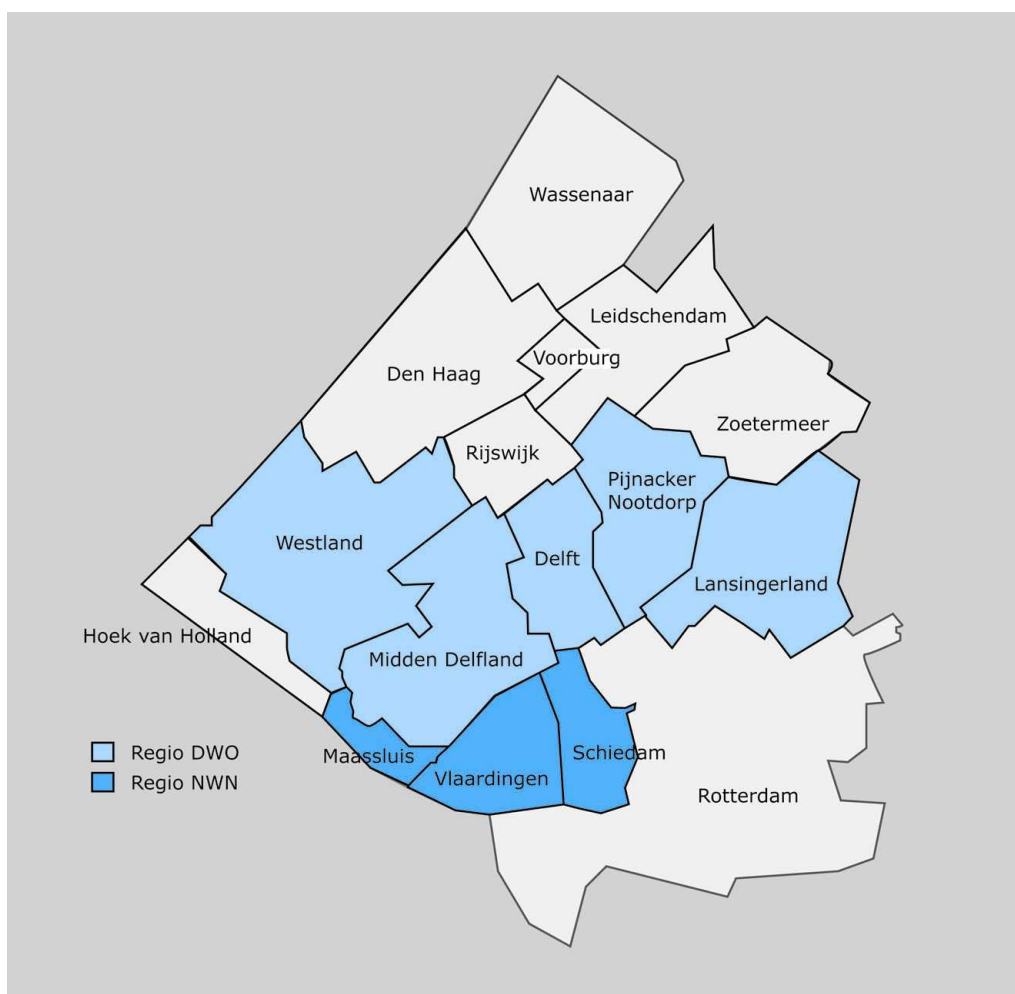 Wassenaar
Leidschendam
Voorburg
Den Haag
Zoetermeer
Rijswijk
Pijnacker
Nootdorp
Westland
Delft
Lansingerland
Hoek van Holland
Midden Delfland
Regio DWO
Maassluis
Schiedam
Vlaardingen
Regio NWN
Rotterdam